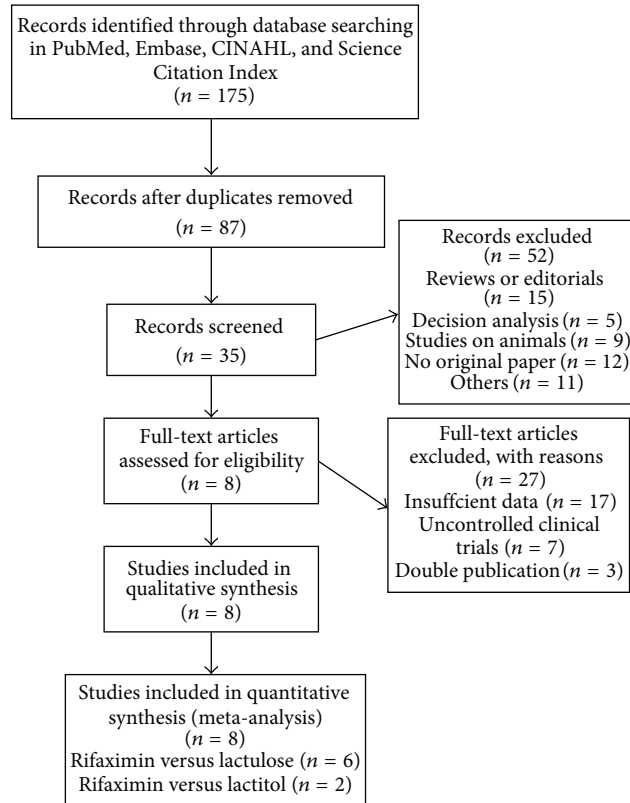 Records identified through database searching
in PubMed, Embase, CINAHL, and Science
Citation Index
(n = 175)
Records after duplicates removed
(n = 87)
Records excluded
(n = 52)
Reviews or editorials
(n = 15)
Decision analysis (n = 5)
Studies on animals (n = 9)
No original paper (n = 12)
Others (n = 11)
Records screened
(n = 35)
Full-text articles
assessed for eligibility
(n = 8)
Full-text articles
excluded, with reasons
(n = 27)
Insuffcient data (n = 17)
Uncontrolled clinical
trials (n = 7)
Double publication (n = 3)
Studies included in
qualitative synthesis
(n = 8)
Studies included in quantitative
synthesis (meta-analysis)
(n = 8)
Rifaximin versus lactulose (n = 6)
Rifaximin versus lactitol (n = 2)